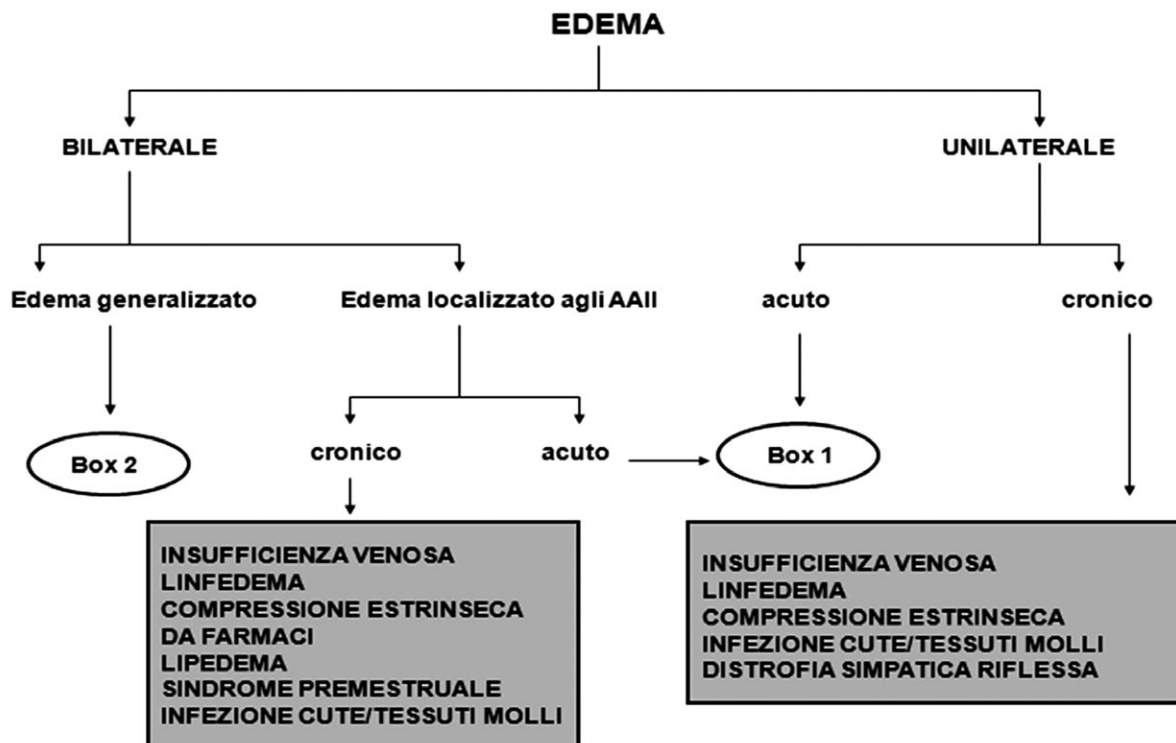 EDEMA
BILATERALE
UNILATERALE
Edema generalizzato
Edema localizzato agli AAII
acuto
cronico
Box 2
cronico
acuto
Box 1
INSUFFICIENZA VENOSA
LINFEDEMA
COMPRESSIONE ESTRINSECA
DA FARMACI
LIPEDEMA
SINDROME PREMESTRUALE
INFEZIONE CUTE/TESSUTI MOLLI
INSUFFICIENZA VENOSA
LINFEDEMA
COMPRESSIONE ESTRINSECA
INFEZIONE CUTE/TESSUTI MOLLI
DISTROFIA SIMPATICA RIFLESSA